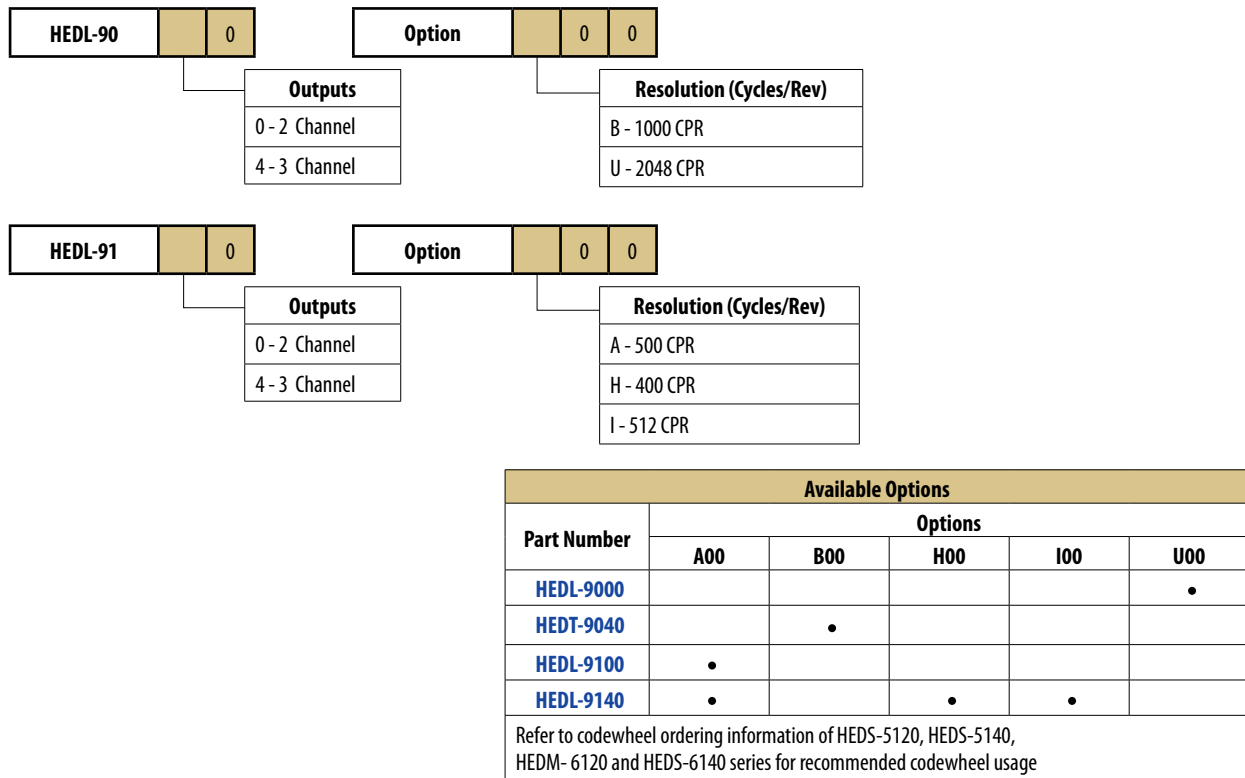 HEDL-90 0 Option 0 0
Outputs
0 - 2 Channel
4 - 3 Channel
Resolution (Cycles/Rev)
B - 1000 CPR
U - 2048 CPR
HEDL-91 0 Option 0 0
Outputs
0 - 2 Channel
4 - 3 Channel
Resolution (Cycles/Rev)
A - 500 CPR
H - 400 CPR
I - 512 CPR
Available Options
Part Number
Options
A00 B00 H00 I00 U00
HEDL-9000 •
HEDT-9040 •
HEDL-9100 •
HEDL-9140 • • •
Refer to codewheel ordering information of HEDS-5120, HEDS-5140,
HEDM- 6120 and HEDS-6140 series for recommended codewheel usage